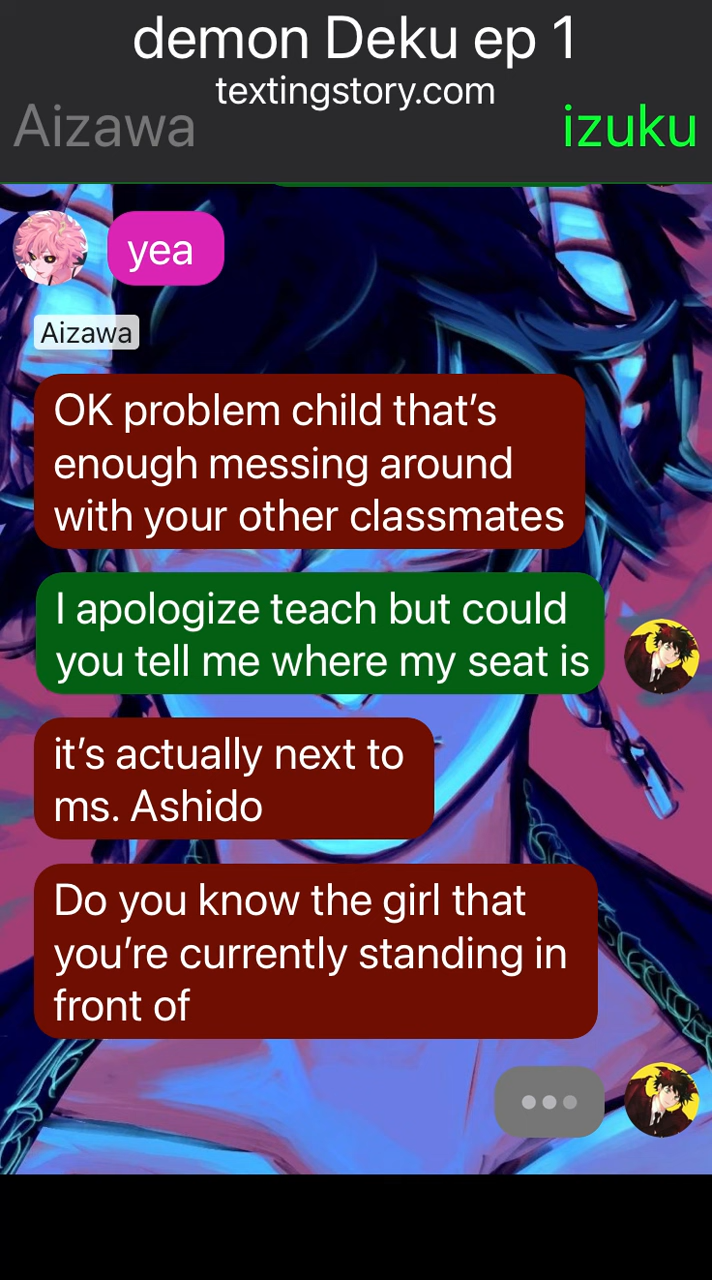 demon Deku ep 1
textingstory.com
Aizawa
izuku
yea
Aizawa
OK problem child that’s
enough messing around
with your other classmates
I apologize teach but could
you tell me where my seat is
it’s actually next to
ms. Ashido
Do you know the girl that
you’re currently standing in
front of